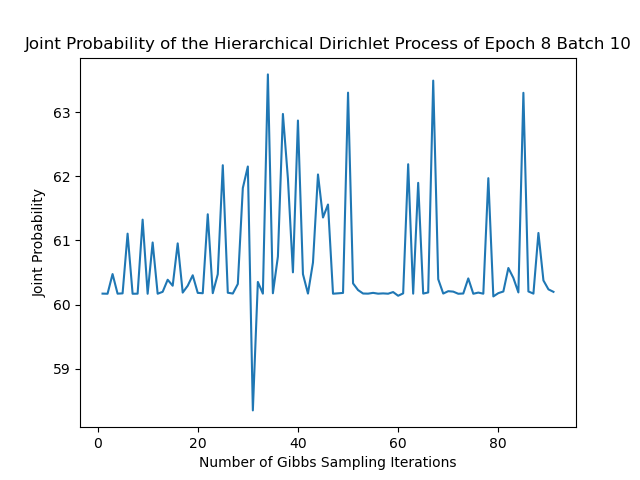 Joint Probability of the Hierarchical Dirichlet Process of Epoch 8 Batch 10
63
62
61
60
59
Joint Probability
0 20 40 60 80
Number of Gibbs Sampling Iterations